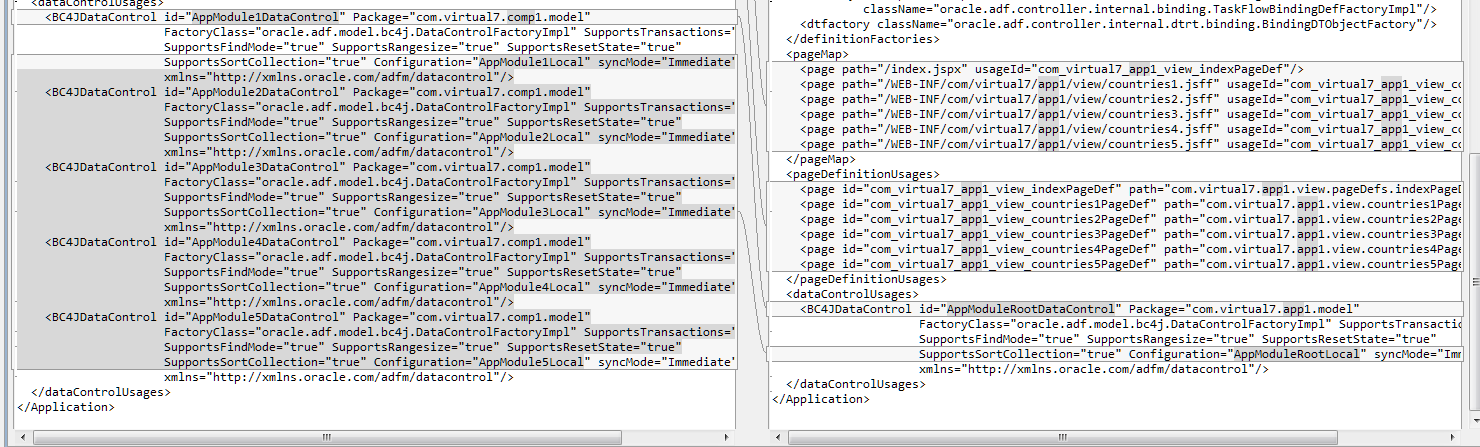 <dataControlUsages>
<BC4JDataControl id="AppModule1DataControl" Package="com.virtual7.comp1.model"
FactoryClass="oracle.adf.model.bc4j.DataControlFactoryImpl" SupportsTransactions='
SupportsFindMode="true" SupportsRangesize="true" SupportsResetState="true"
SupportsSortCollection="true" Configuration="AppModule1Local" syncMode="Immediate'
xmlns="http://xmlns.oracle.com/adfm/datacontrol"/>
<BC4JDataControl id="AppModule2DataControl" Package="com.virtual7.comp1.model"
FactoryClass="oracle.adf.model.bc4j.DataControlFactoryImpl" SupportsTransactions='
SupportsFindMode="true" SupportsRangesize="true" SupportsResetState="true"
SupportsSortCollection="true" Configuration="AppModule2Local" syncMode="Immediate'
xmlns="http://xmlns.oracle.com/adfm/datacontrol"/>
<BC4JDataControl id="AppModule3DataControl" Package="com.virtual7.comp1.model"
FactoryClass="oracle.adf.model.bc4j.DataControlFactoryImpl" SupportsTransactions='
SupportsFindMode="true" SupportsRangesize="true" SupportsResetState="true"
SupportsSortCollection="true" Configuration="AppModule3Local" syncMode="Immediate'
xmlns="http://xmlns.oracle.com/adfm/datacontrol"/>
<BC4JDataControl id="AppModule4DataControl" Package="com.virtual7.comp1.model"
FactoryClass="oracle.adf.model.bc4j.DataControlFactoryImpl" SupportsTransactions='
SupportsFindMode="true" SupportsRangesize="true" SupportsResetState="true"
SupportsSortCollection="true" Configuration="AppModule4Local" syncMode="Immediate'
xmlns="http://xmlns.oracle.com/adfm/datacontrol"/>
<BC4JDataControl id="AppModule5DataControl" Package="com.virtual7.comp1.model"
FactoryClass="oracle.adf.model.bc4j.DataControlFactoryImpl" SupportsTransactions='
SupportsFindMode="true" SupportsRangesize="true" SupportsResetState="true"
SupportsSortCollection="true" Configuration="AppModule5Local" syncMode="Immediate'
xmlns="http://xmlns.oracle.com/adfm/datacontrol"/>
</dataControlUsages>
</Application>
className="oracle.adf.controller.internal.binding.TaskFlowBindingDefFactoryImpl"/>
<dtfactory className="oracle.adf.controller.internal.dtrt.binding.BindingDTObjectFactory"/>
</definitionFactories>
<pageMap>
<page path="/index.jspx" usageId="com_virtual7_app1_view_indexPageDef"/>
<page path="/WEB-INF/com/virtual7/app1/view/countries1.jsff" usageId="com_virtual7_app1_view_co
<page path="/WEB-INF/com/virtual7/app1/view/countries2.jsff" usageId="com_virtual7_app1_view_co
<page path="/WEB-INF/com/virtual7/app1/view/countries3.jsff" usageId="com_virtual7_app1_view_co
<page path="/WEB-INF/com/virtual7/app1/view/countries4.jsff" usageId="com_virtual7_app1_view_co
<page path="/WEB-INF/com/virtual7/app1/view/countries5.jsff" usageId="com_virtual7_app1_view_co
</pageMap>
<pageDefinitionUsages>
<page id="com_virtual7_app1_view_indexPageDef" path="com.virtual7.app1.view.pageDefs.indexPageD
<page id="com_virtual7_app1_view_countries1PageDef" path="com.virtual7.app1.view.countries1Page
<page id="com_virtual7_app1_view_countries2PageDef" path="com.virtual7.app1.view.countries2Page
<page id="com_virtual7_app1_view_countries3PageDef" path="com.virtual7.app1.view.countries3Page
<page id="com_virtual7_app1_view_countries4PageDef" path="com.virtual7.app1.view.countries4Page
<page id="com_virtual7_app1_view_countries5PageDef" path="com.virtual7.app1.view.countries5Page
</pageDefinitionUsages>
<dataControlUsages>
<BC4JDataControl id="AppModuleRootDataControl" Package="com.virtual7.app1.model"
FactoryClass="oracle.adf.model.bc4j.DataControlFactoryImpl" SupportsTransactio
SupportsFindMode="true" SupportsRangesize="true" SupportsResetState="true"
SupportsSortCollection="true" Configuration="AppModuleRootLocal" syncMode="Imm
xmlns="http://xmlns.oracle.com/adfm/datacontrol"/>
</dataControlUsages>
</Application>